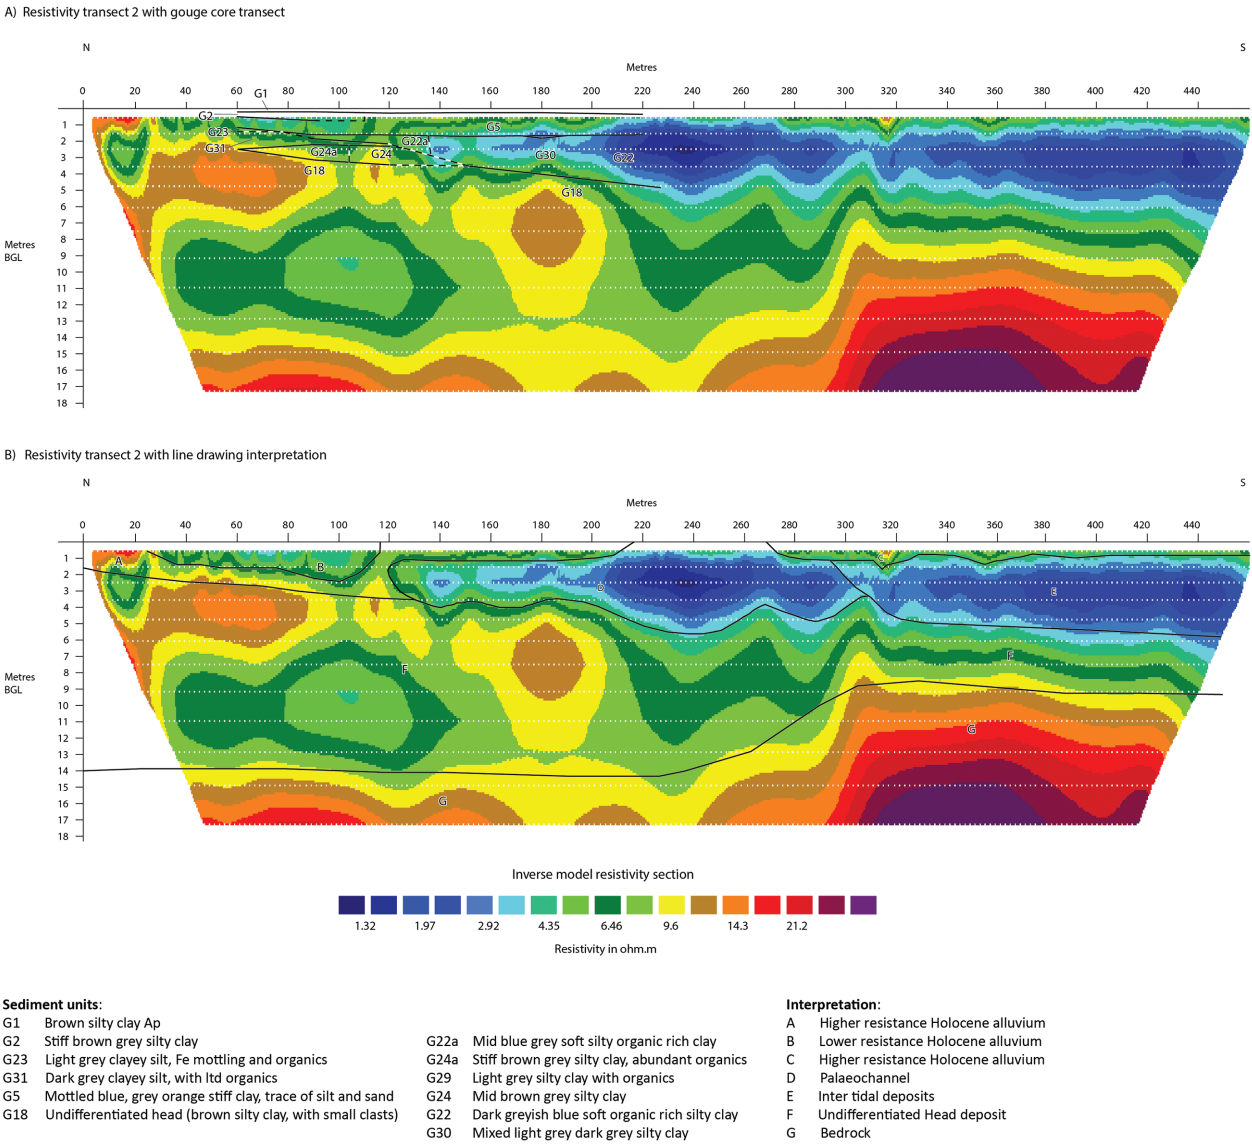 A) Resistivity transect 2 with gouge core transect
N S
Metres
0 20 40 60 80 100 120 140 160 180 200 220 240 260 280 300 320 340 360 380 400 420 440
G1
G2
G5
G23
G22a
G31 G24a G24 G30 G22
G18
G18
1
2
3
4
5
6
7
8
9
10
11
12
13
14
15
16
17
18
Metres
BGL
B) Resistivity transect 2 with line drawing interpretation
N S
Metres
0 20 40 60 80 100 120 140 160 180 200 220 240 260 280 300 320 340 360 380 400 420 440
A B C
D E
F F
G
G
1
2
3
4
5
6
7
8
9
10
11
12
13
14
15
16
17
18
Metres
BGL
Inverse model resistivity section
1.32 1.97 2.92 4.35 6.46 9.6 14.3 21.2
Resistivity in ohm.m
Sediment units:
G1 Brown silty clay Ap
G2 Stiff brown grey silty clay
G23 Light grey clayey silt, Fe mottling and organics
G31 Dark grey clayey silt, with ltd organics
G5 Mottled blue, grey orange stiff clay, trace of silt and sand
G18 Undifferentiated head (brown silty clay, with small clasts)
G22a Mid blue grey soft silty organic rich clay
G24a Stiff brown grey silty clay, abundant organics
G29 Light grey silty clay with organics
G24 Mid brown grey silty clay
G22 Dark greyish blue soft organic rich silty clay
G30 Mixed light grey dark grey silty clay
Interpretation:
A Higher resistance Holocene alluvium
B Lower resistance Holocene alluvium
C Higher resistance Holocene alluvium
D Palaeochannel
E Inter tidal deposits
F Undifferentiated Head deposit
G Bedrock